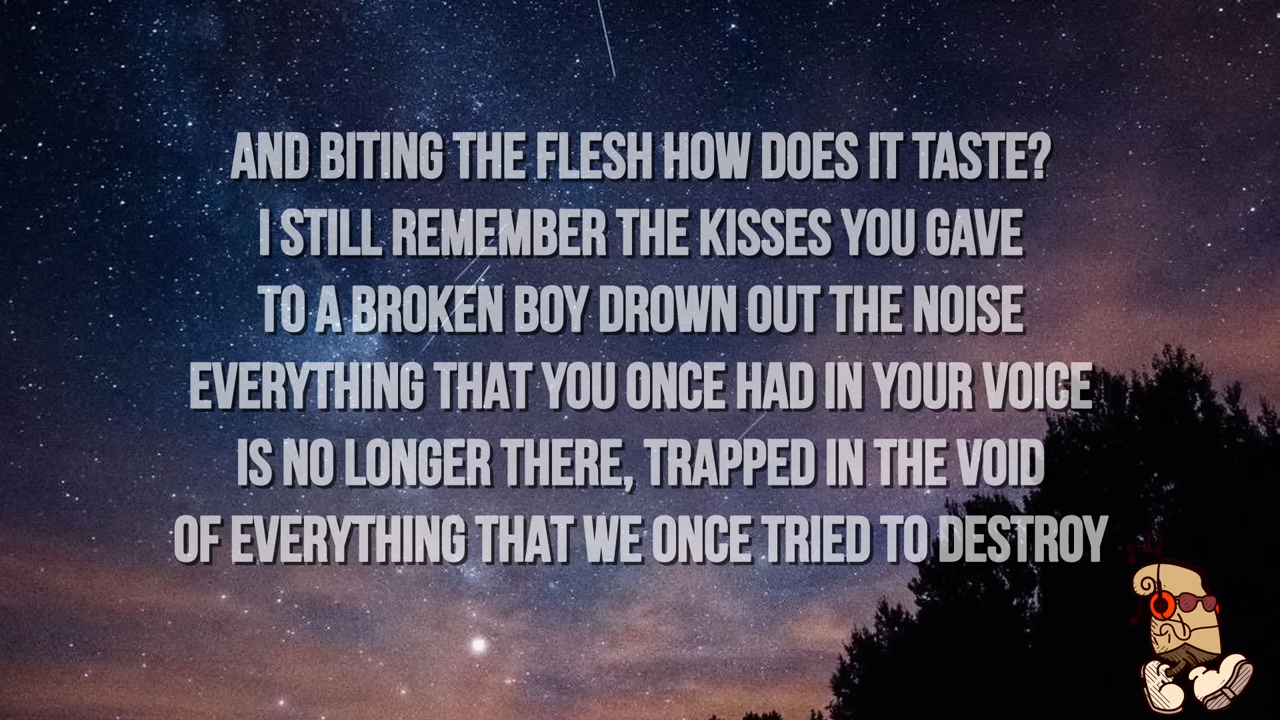 AND BITING THE FLESH HOW DOES IT TASTE?
I STILL REMEMBER THE KISSES YOU GAVE
TO A BROKEN BOY DROWN OUT THE NOISE
EVERYTHING THAT YOU ONCE HAD IN YOUR VOICE
IS NO LONGER THERE, TRAPPED IN THE VOID
OF EVERYTHING THAT WE ONCE TRIED TO DESTROY